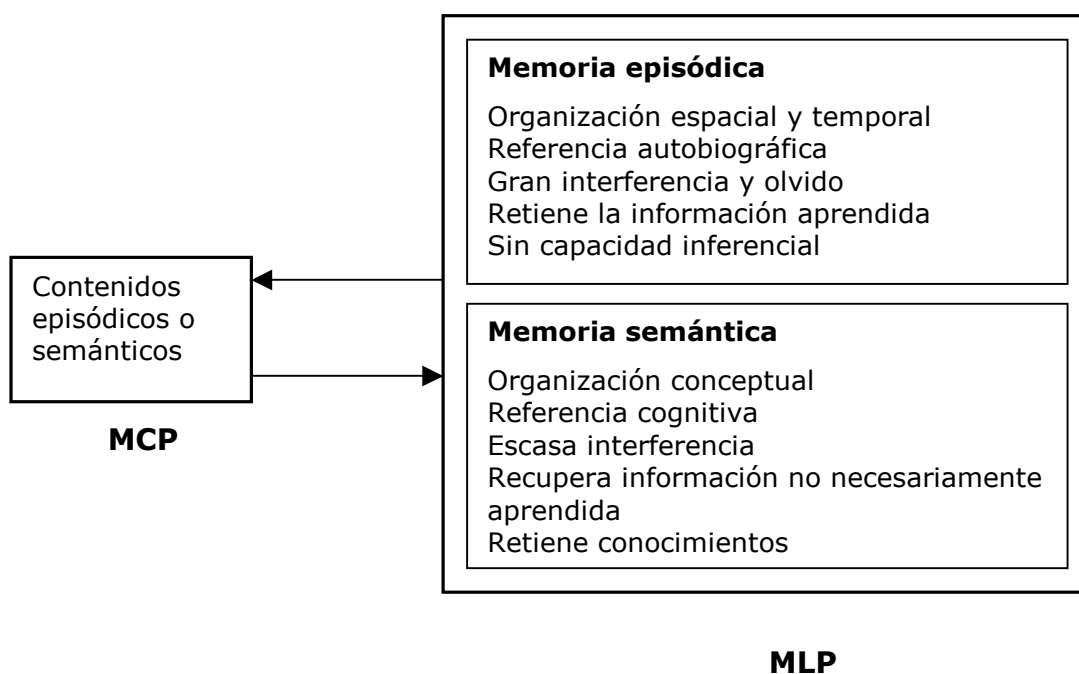 Memoria episódica
Organización espacial y temporal
Referencia autobiográfica
Gran interferencia y olvido
Retiene la información aprendida
Sin capacidad inferencial
Contenidos
episódicos o
semánticos
MCP
Memoria semántica
Organización conceptual
Referencia cognitiva
Escasa interferencia
Recupera información no necesariamente
aprendida
Retiene conocimientos
MLP